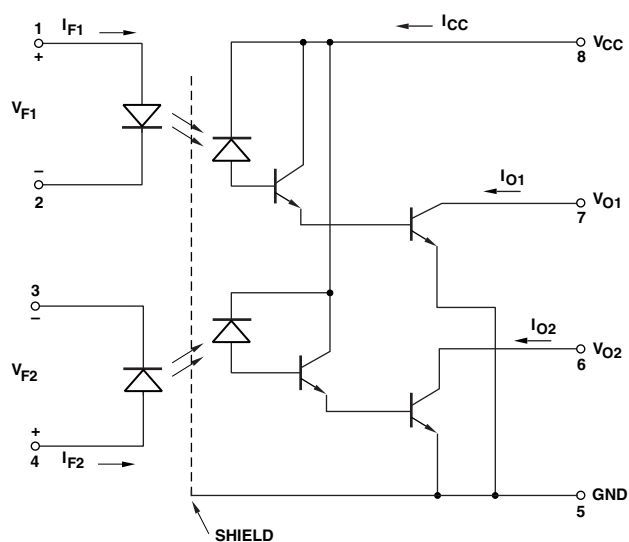 1
I_F1
I_CC
V_CC
8
+
V_F1
–
2
I_O1
V_O1
7
3
–
I_O2
V_O2
6
V_F2
+
4
I_F2
GND
5
SHIELD